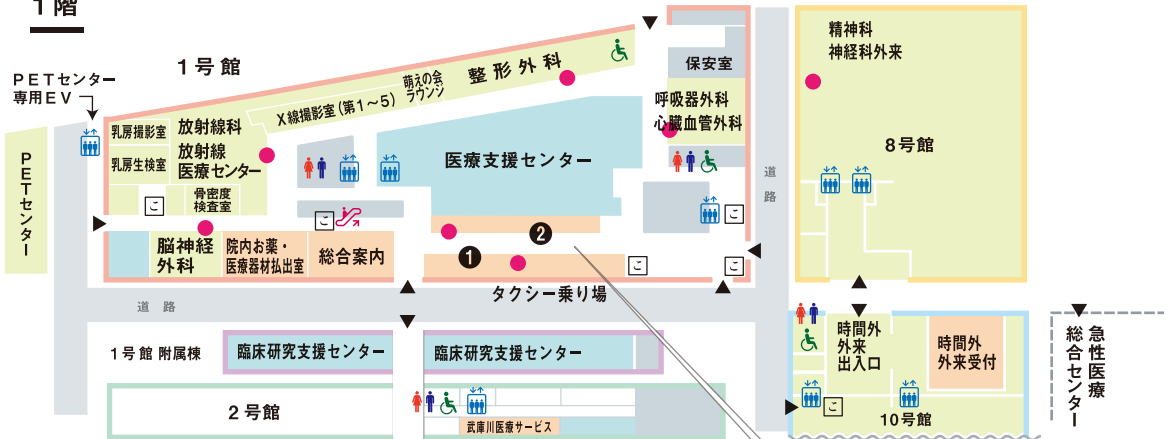 1階
1号館
PETセンター
専用EV
PETセンター
乳房撮影室
乳房生検室
放射線科
放射線
医療センター
骨密度
検査室
X線撮影室(第1〜5)
萌えの会
ラウンジ
整形外科
保安室
呼吸器外科
心臓血管外科
医療支援センター
こ
こ
こ
こ
こ
脳神経
外科
院内お薬・
医療器材払出室
総合案内
1
2
タクシー乗り場
道路
道路
精神科
神経科外来
8号館
1号館 附属棟
臨床研究支援センター
臨床研究支援センター
2号館
武庫川医療サービス
時間外
外来
出入口
時間外
外来受付
こ
10号館
急性医療
総合センター